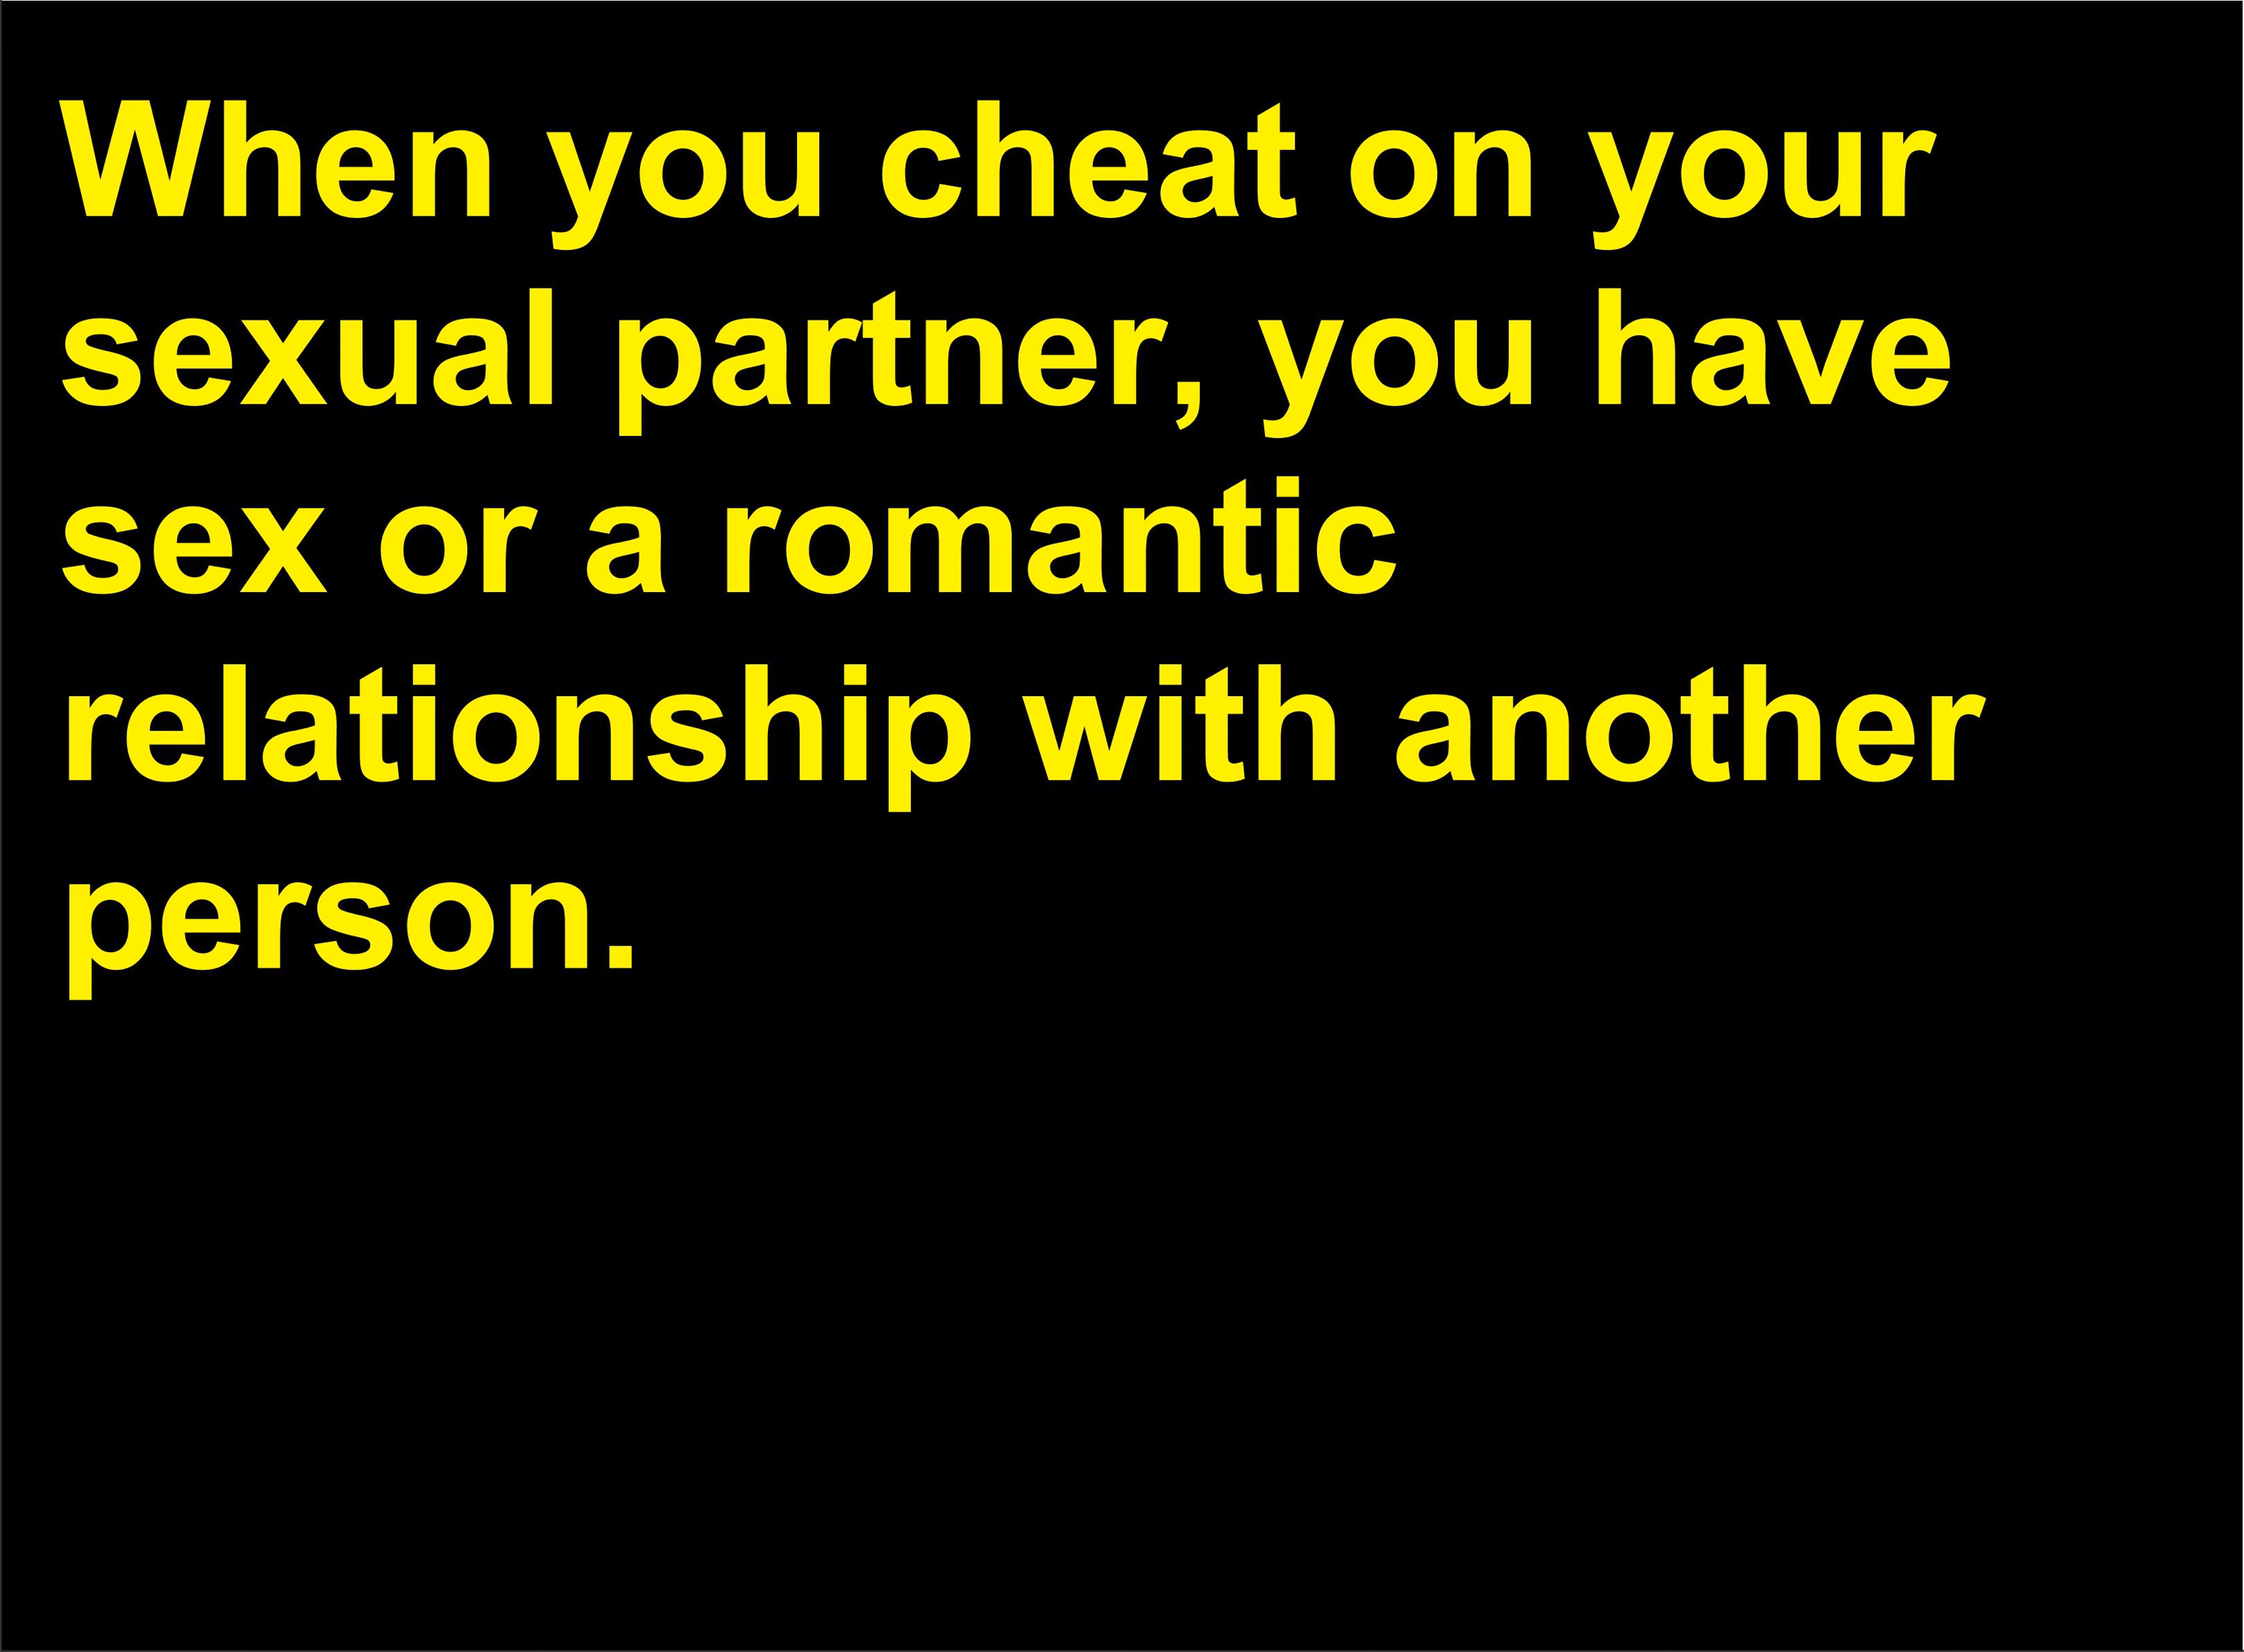 When you cheat on your
sexual partner, you have
sex or a romantic
relationship with another
person.